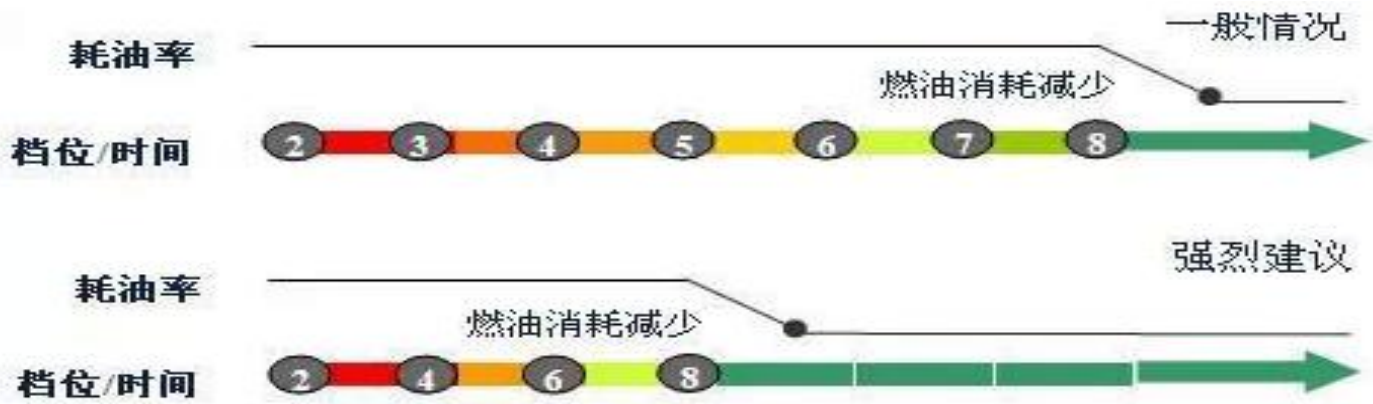 一般情况
耗油率
燃油消耗减少
档位/时间 2 3 4 5 6 7 8
强烈建议
耗油率
燃油消耗减少
档位/时间 2 4 6 8